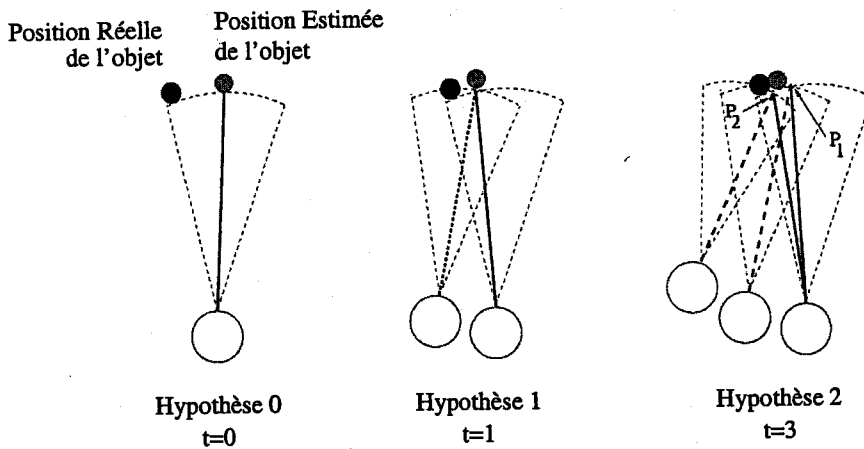 Position Réelle
de l'objet
Position Estimée
de l'objet
P2
P1
Hypothèse 0
t=0
Hypothèse 1
t=1
Hypothèse 2
t=3